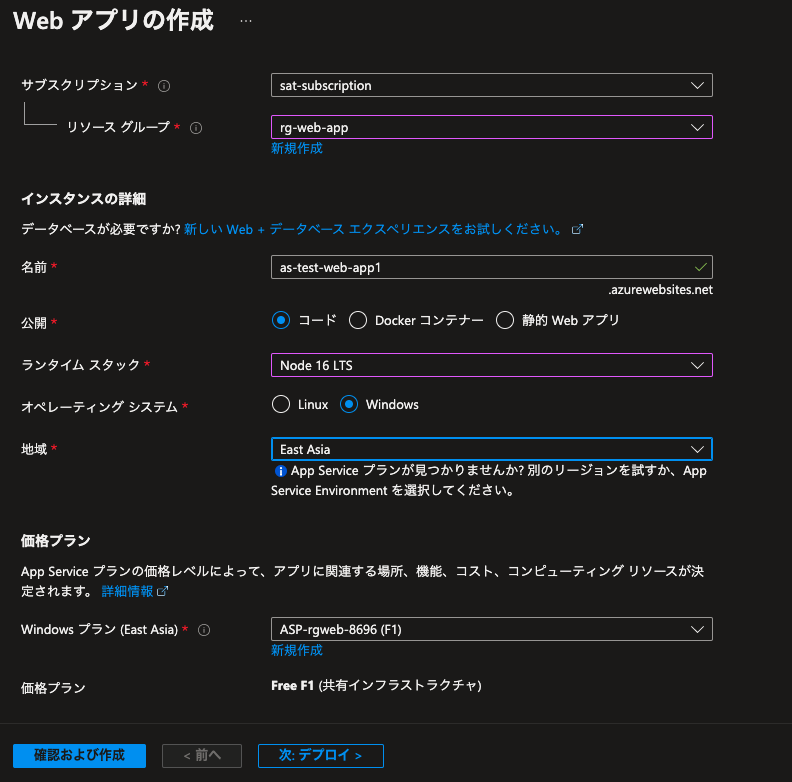 Web アプリの作成 …
サブスクリプション * sat-subscription
リソース グループ * rg-web-app
新規作成
インスタンスの詳細
データベースが必要ですか? 新しい Web + データベース エクスペリエンスをお試しください。
名前 * as-test-web-app1
.azurewebsites.net
公開 * コード Docker コンテナー 静的 Web アプリ
ランタイム スタック * Node 16 LTS
オペレーティング システム * Linux Windows
地域 * East Asia
App Service プランが見つかりませんか? 別のリージョンを試すか、App
Service Environment を選択してください。
価格プラン
App Service プランの価格レベルによって、アプリに関連する場所、機能、コスト、コンピューティング リソースが決
定されます。 詳細情報
Windows プラン (East Asia) * ASP-rgweb-8696 (F1)
新規作成
価格プラン Free F1 (共有インフラストラクチャ)
確認および作成 < 前へ 次: デプロイ >